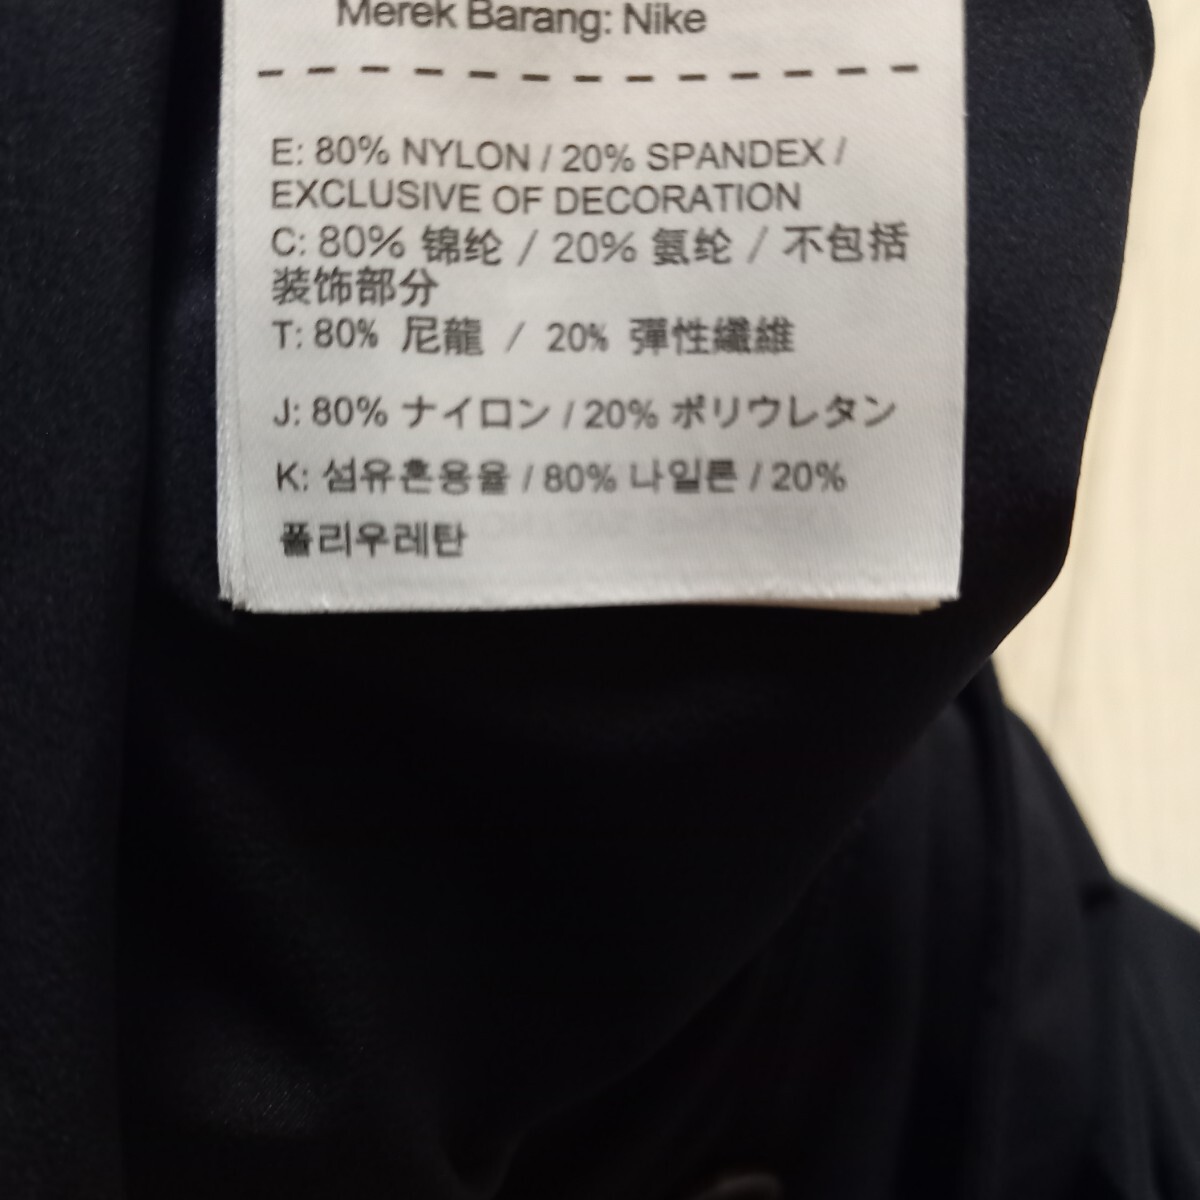 Merek Barang: Nike
E: 80% NYLON / 20% SPANDEX /
EXCLUSIVE OF DECORATION
C: 80% 锦纶 / 20% 氨纶 / 不包括
装饰部分
T: 80% 尼龍 / 20% 彈性纖維
J: 80% ナイロン / 20% ポリウレタン
K: 섬유혼용율 / 80% 나일론 / 20%
폴리우레탄